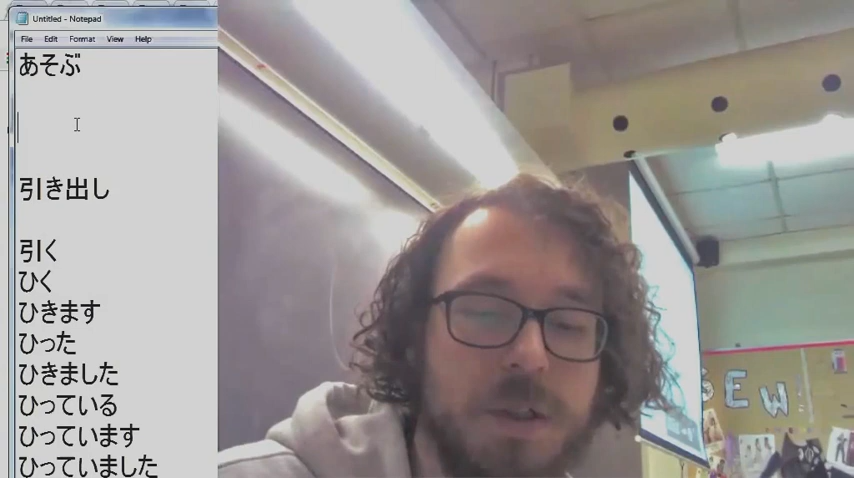 Untitled - Notepad
File Edit Format View Help
あそぶ
引き出し
引く
ひく
ひきます
ひった
ひきました
ひっている
ひっています
ひっていました
SEW